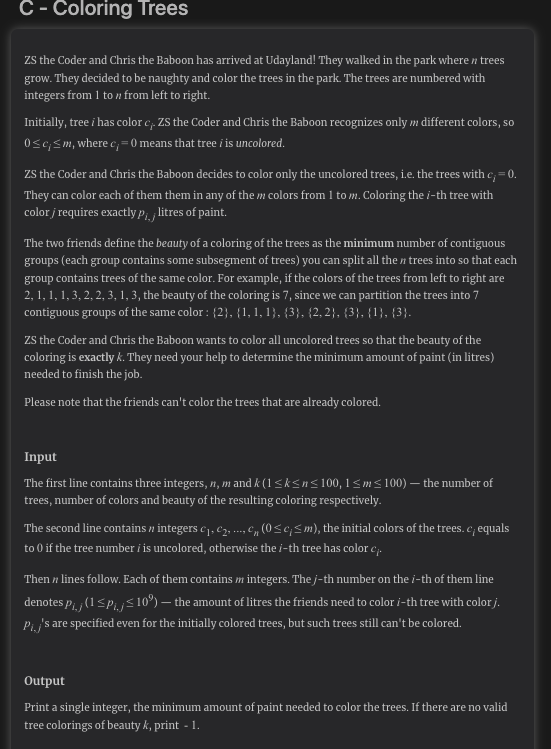 C - Coloring Trees
ZS the Coder and Chris the Baboon has arrived at Udayland! They walked in the park where n trees
grow. They decided to be naughty and color the trees in the park. The trees are numbered with
integers from 1 to n from left to right.
Initially, tree i has color c_i. ZS the Coder and Chris the Baboon recognizes only m different colors, so
0 ≤ c_i ≤ m, where c_i = 0 means that tree i is uncolored.
ZS the Coder and Chris the Baboon decides to color only the uncolored trees, i.e. the trees with c_i = 0.
They can color each of them them in any of the m colors from 1 to m. Coloring the i-th tree with
color j requires exactly p_{i, j} litres of paint.
The two friends define the beauty of a coloring of the trees as the minimum number of contiguous
groups (each group contains some subsegment of trees) you can split all the n trees into so that each
group contains trees of the same color. For example, if the colors of the trees from left to right are
2, 1, 1, 1, 3, 2, 2, 3, 1, 3, the beauty of the coloring is 7, since we can partition the trees into 7
contiguous groups of the same color : {2}, {1, 1, 1}, {3}, {2, 2}, {3}, {1}, {3}.
ZS the Coder and Chris the Baboon wants to color all uncolored trees so that the beauty of the
coloring is exactly k. They need your help to determine the minimum amount of paint (in litres)
needed to finish the job.
Please note that the friends can't color the trees that are already colored.
Input
The first line contains three integers, n, m and k (1 ≤ k ≤ n ≤ 100, 1 ≤ m ≤ 100) — the number of
trees, number of colors and beauty of the resulting coloring respectively.
The second line contains n integers c_1, c_2, ..., c_n (0 ≤ c_i ≤ m), the initial colors of the trees. c_i equals
to 0 if the tree number i is uncolored, otherwise the i-th tree has color c_i.
Then n lines follow. Each of them contains m integers. The j-th number on the i-th of them line
denotes p_{i, j} (1 ≤ p_{i, j} ≤ 10^9) — the amount of litres the friends need to color i-th tree with color j.
p_{i, j}'s are specified even for the initially colored trees, but such trees still can't be colored.
Output
Print a single integer, the minimum amount of paint needed to color the trees. If there are no valid
tree colorings of beauty k, print - 1.